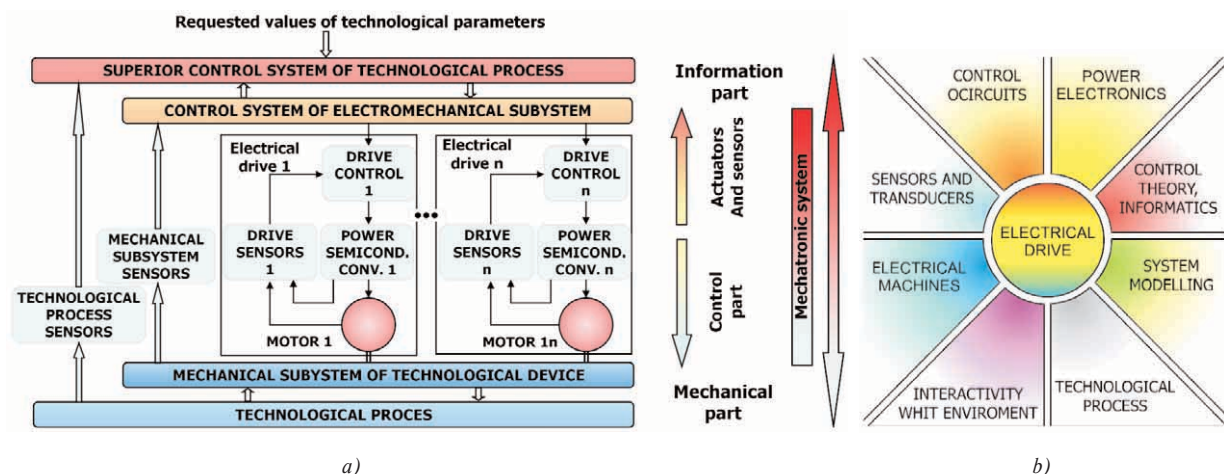 Requested values of technological parameters
SUPERIOR CONTROL SYSTEM OF TECHNOLOGICAL PROCESS
CONTROL SYSTEM OF ELECTROMECHANICAL SUBYSTEM
Electrical
drive 1
DRIVE
CONTROL
1
DRIVE
SENSORS
1
POWER
SEMICOND.
CONV. 1
MOTOR 1
•••
Electrical
drive n
DRIVE
CONTROL
n
DRIVE
SENSORS
n
POWER
SEMICOND.
CONV. n
MOTOR 1n
MECHANICAL
SUBSYSTEM
SENSORS
TECHNOLOGICAL
PROCESS
SENSORS
MECHANICAL SUBYSTEM OF TECHNOLOGICAL DEVICE
TECHNOLOGICAL PROCES
Information
part
Actuators
And sensors
Control part
Mechanical
part
Mechatronic system
CONTROL
OCIRCUITS
POWER
ELECTRONICS
SENSORS AND
TRANSDUCERS
CONTROL
THEORY,
INFORMATICS
ELECTRICAL
DRIVE
ELECTRICAL
MACHINES
SYSTEM
MODELLING
INTERACTIVITY
WHIT ENVIROMENT
TECHNOLOGICAL
PROCESS
a)
b)